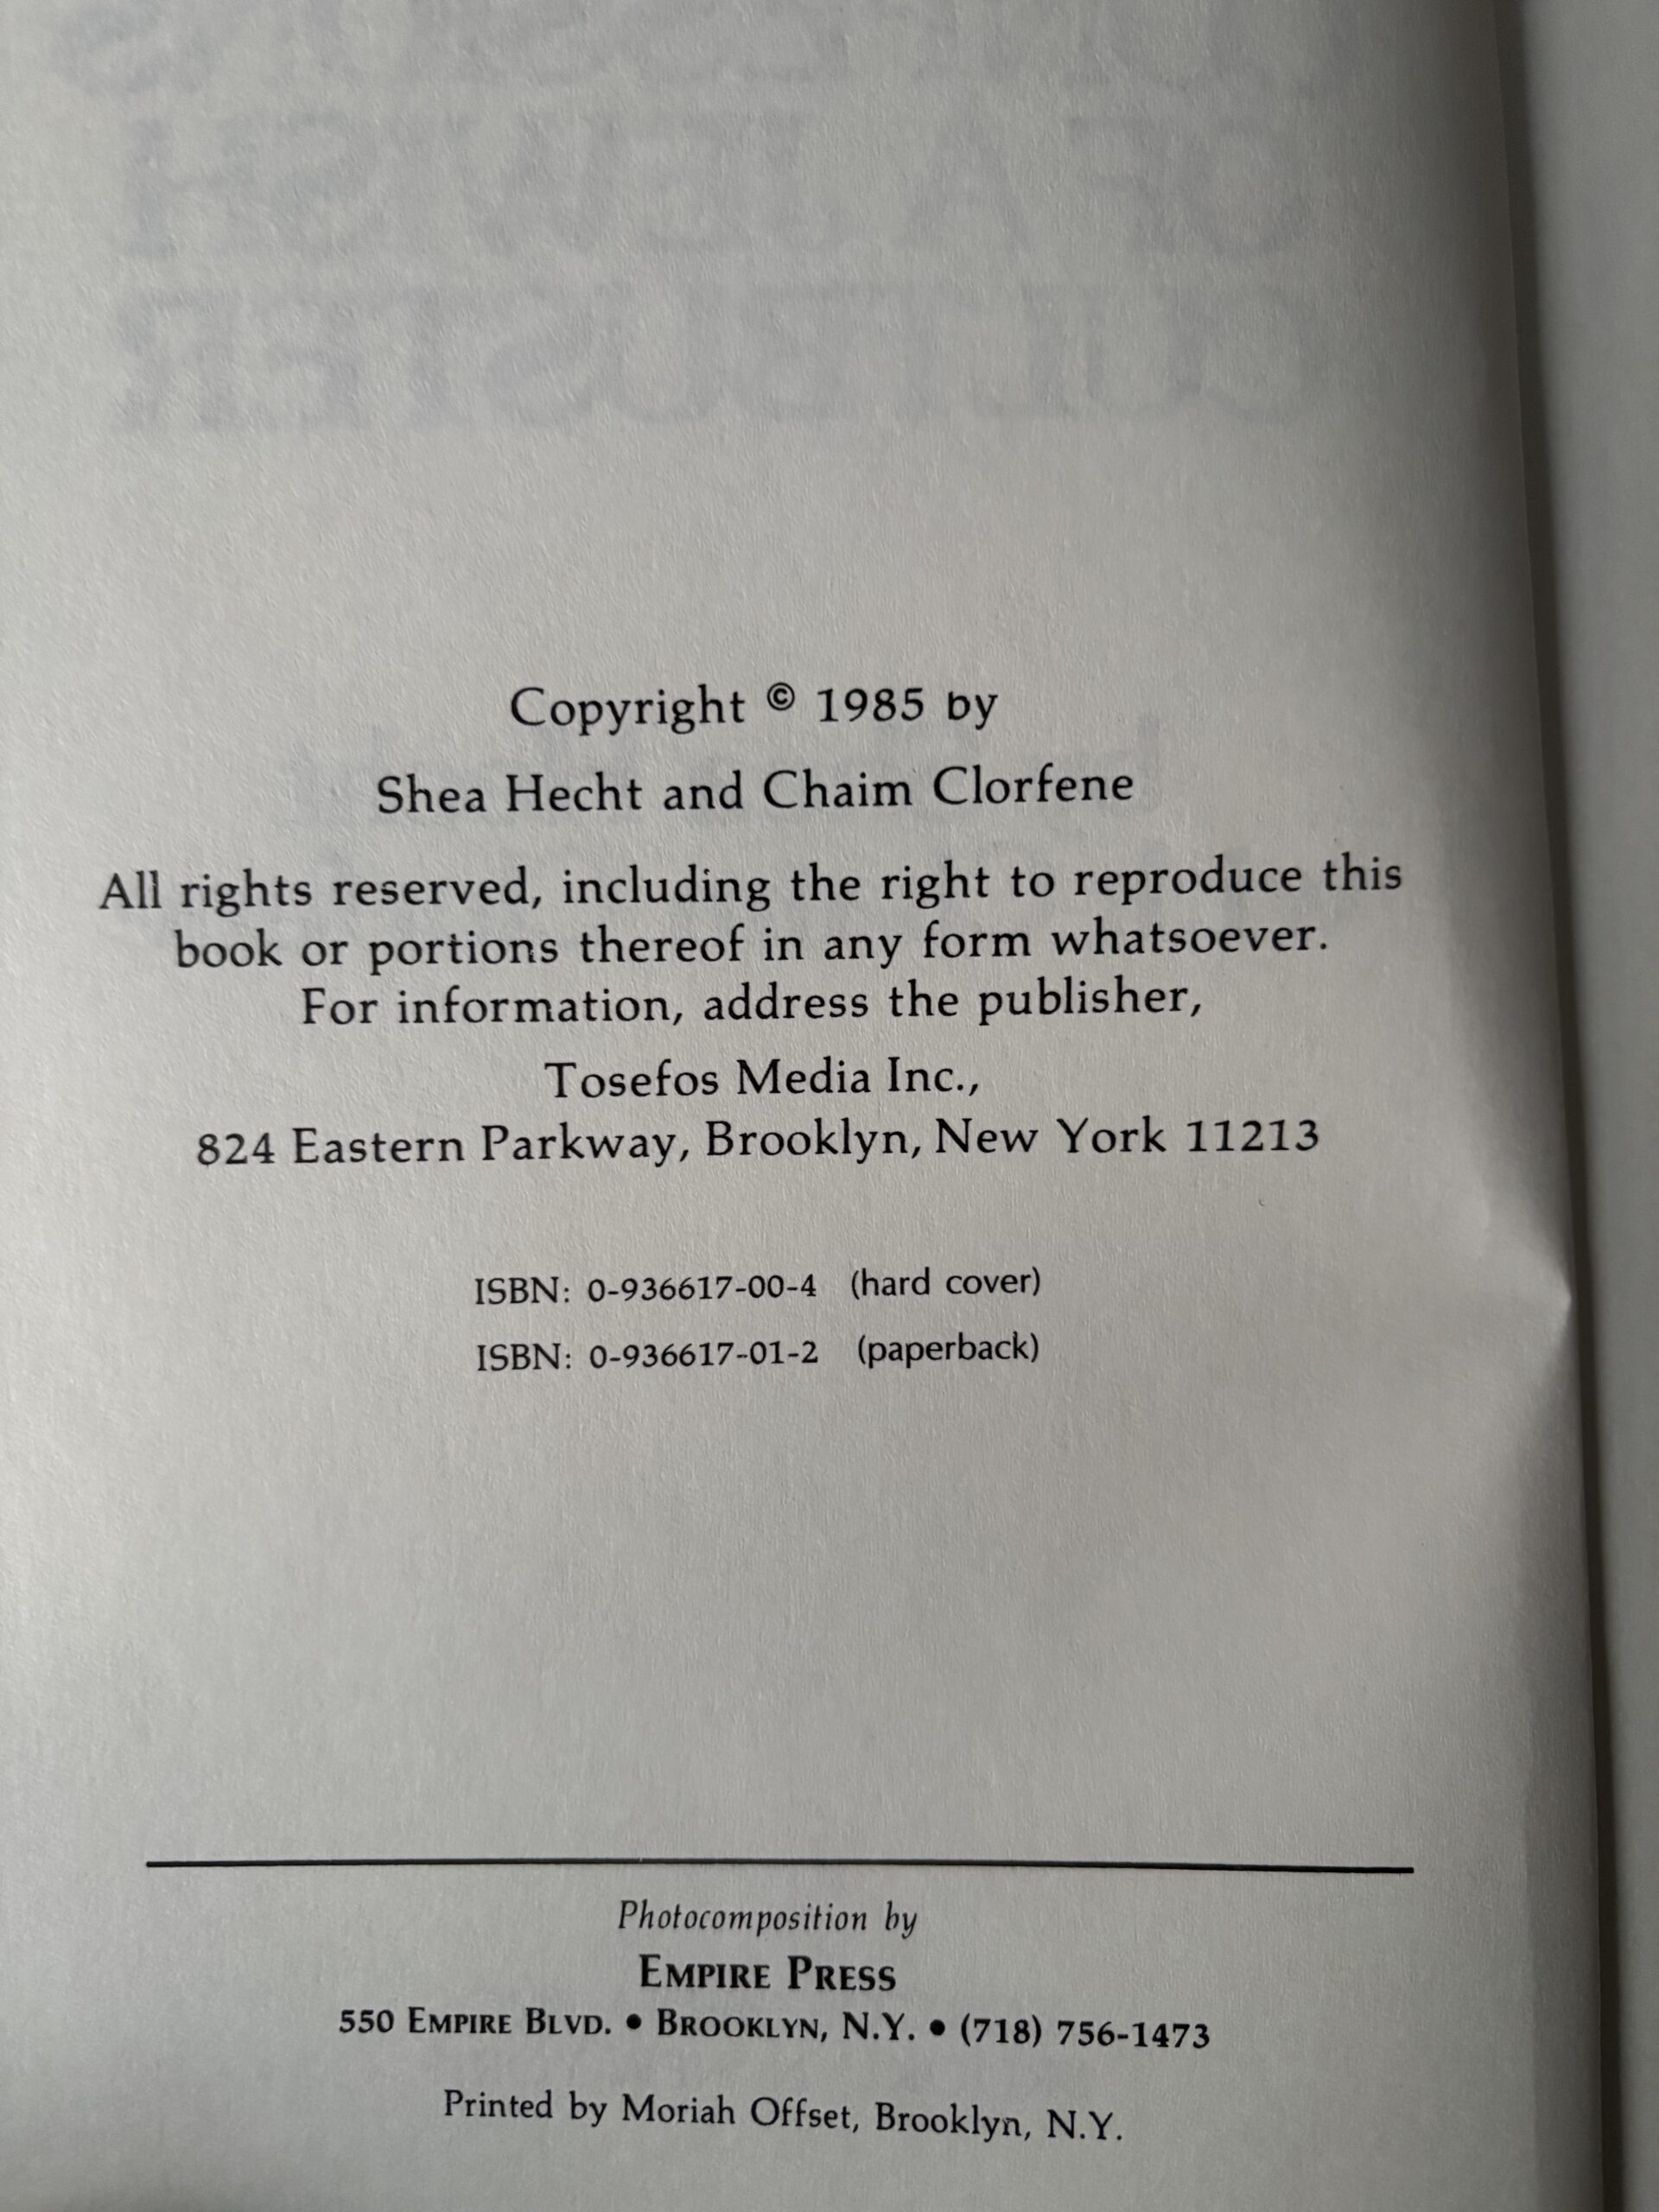 OF A JEWISH
CULTBUSTER
Copyright © 1985 by
Shea Hecht and Chaim Clorfene
All rights reserved, including the right to reproduce this
book or portions thereof in any form whatsoever.
For information, address the publisher,
Tosefos Media Inc.,
824 Eastern Parkway, Brooklyn, New York 11213
ISBN: 0-936617-00-4 (hard cover)
ISBN: 0-936617-01-2 (paperback)
Photocomposition by
EMPIRE PRESS
550 EMPIRE BLVD. • BROOKLYN, N.Y. • (718) 756-1473
Printed by Moriah Offset, Brooklyn, N.Y.